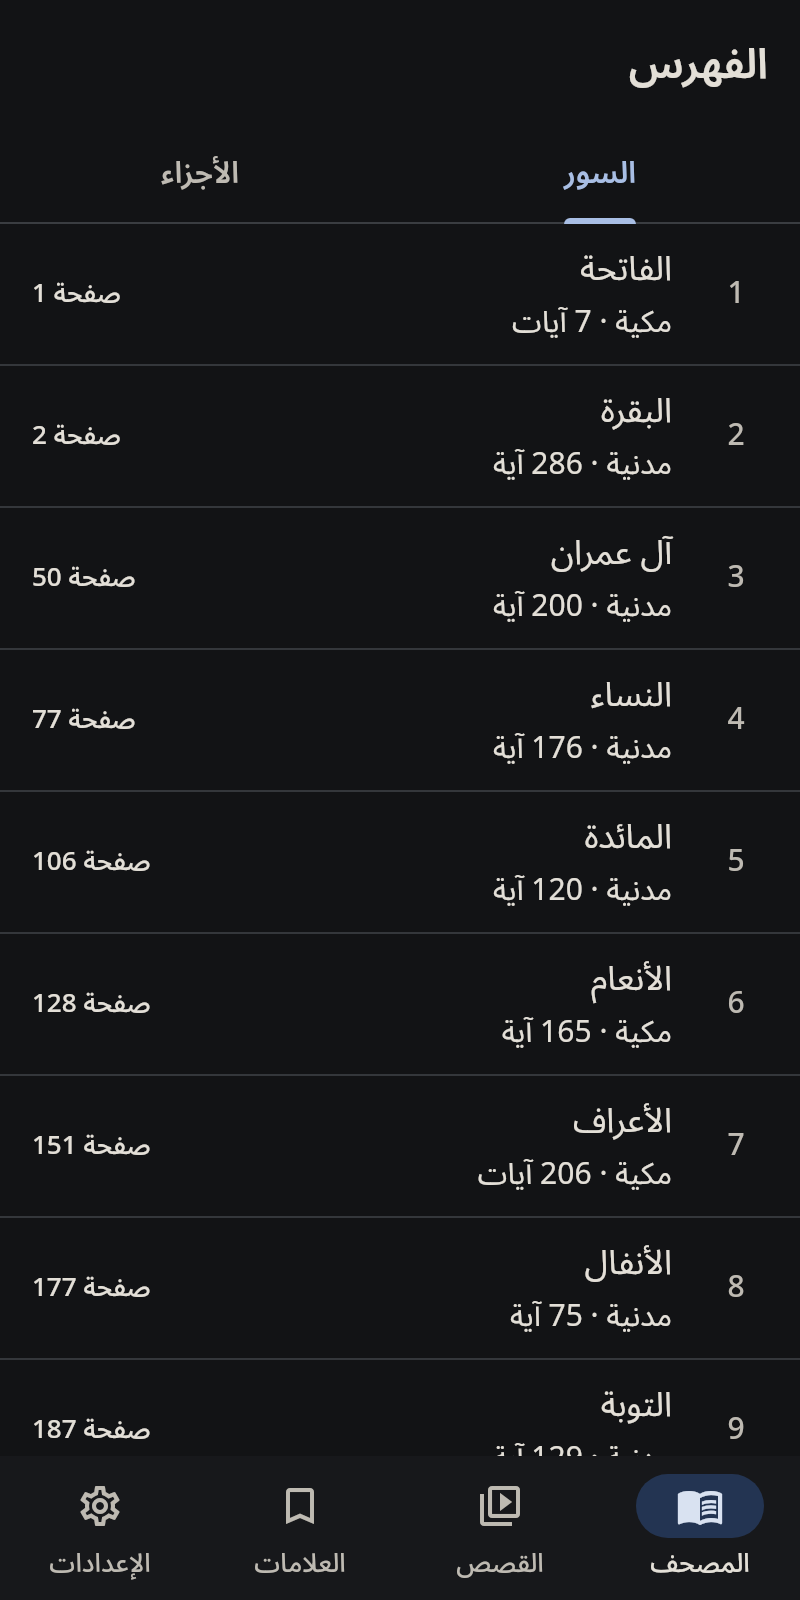 الفهرس
السور
الأجزاء
1
الفاتحة
مكية · 7 آيات
صفحة 1
2
البقرة
مدنية · 286 آية
صفحة 2
3
آل عمران
مدنية · 200 آية
صفحة 50
4
النساء
مدنية · 176 آية
صفحة 77
5
المائدة
مدنية · 120 آية
صفحة 106
6
الأنعام
مكية · 165 آية
صفحة 128
7
الأعراف
مكية · 206 آيات
صفحة 151
8
الأنفال
مدنية · 75 آية
صفحة 177
9
التوبة
مدنية · 129 آية
صفحة 187
المصحف
القصص
العلامات
الإعدادات